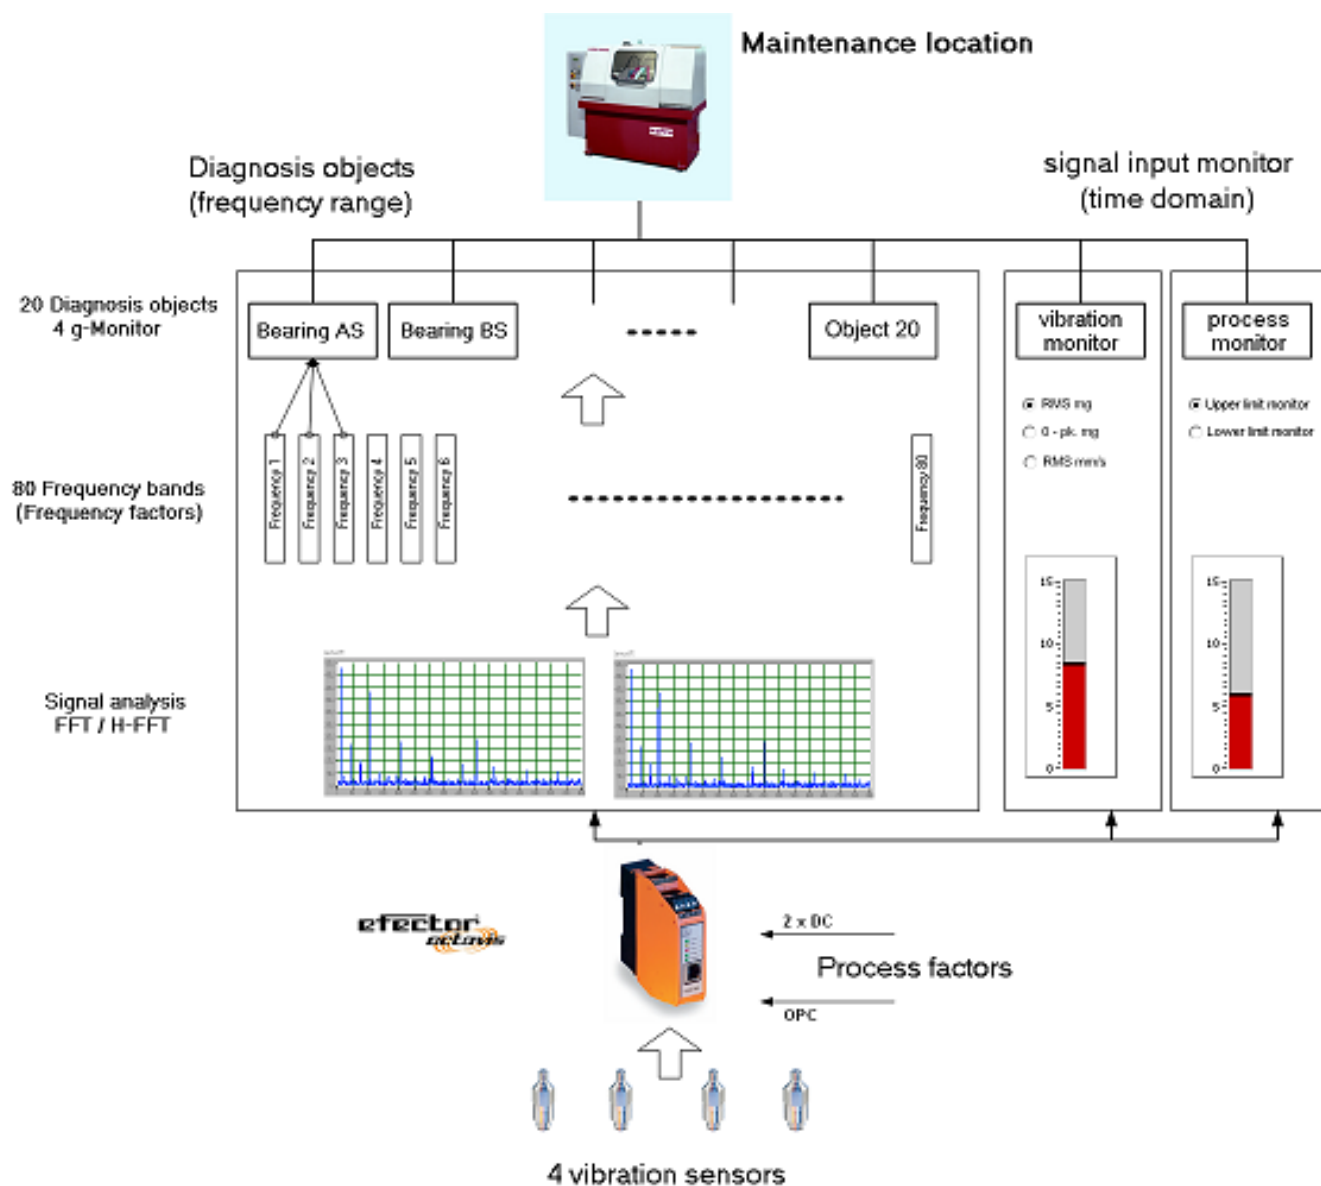 Maintenance location
Diagnosis objects
(frequency range)
signal input monitor
(time domain)
20 Diagnosis objects
4 g-Monitor
Bearing AS
Bearing BS
Object 20
vibration
monitor
process
monitor
RMS mg
0 - pk. mg
RMS mm/s
Upper limit monitor
Lower limit monitor
80 Frequency bands
(Frequency factors)
Frequency 1
Frequency 2
Frequency 3
Frequency 4
Frequency 5
Frequency 6
Frequency 80
15
10
5
0
15
10
5
0
Signal analysis
FFT / H-FFT
efector
octavis
2 x DC
Process factors
OPC
4 vibration sensors